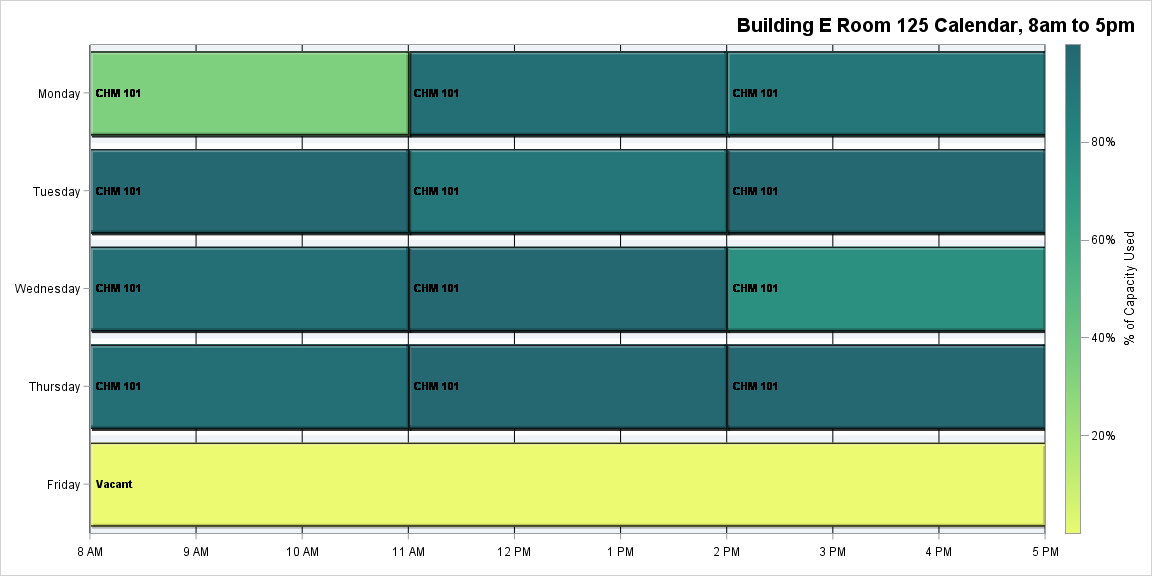 Building E Room 125 Calendar, 8am to 5pm
Monday
CHM 101
CHM 101
CHM 101
Tuesday
CHM 101
CHM 101
CHM 101
Wednesday
CHM 101
CHM 101
CHM 101
Thursday
CHM 101
CHM 101
CHM 101
Friday
Vacant
8 AM
9 AM
10 AM
11 AM
12 PM
1 PM
2 PM
3 PM
4 PM
5 PM
80%
60%
40%
20%
% of Capacity Used